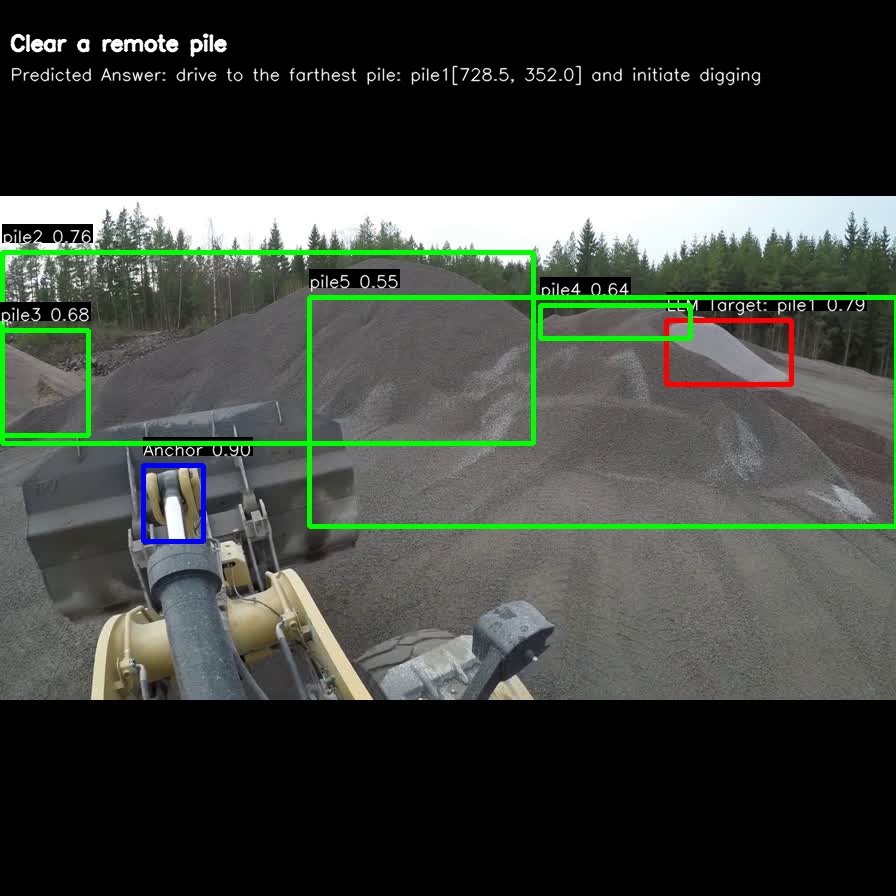 Clear a remote pile
Predicted Answer: drive to the farthest pile: pile1[728.5, 352.0] and initiate digging
pile2 0.76
pile5 0.55
pile4 0.64
LLM Target: pile1 0.79
pile3 0.68
Anchor 0.90